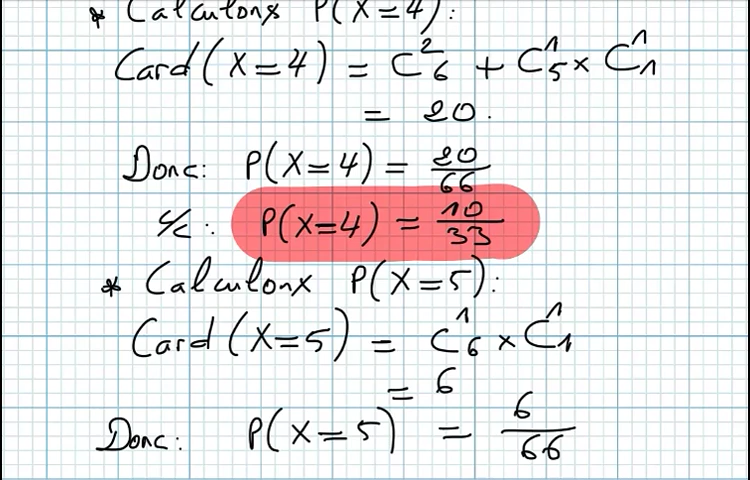 * Calculons P(X=4):
Card(X=4) = C²₆ + C¹₅ × C¹₁
= 20.
Donc: P(X=4) = 20/66
c/c: P(X=4) = 10/33
* Calculons P(X=5):
Card(X=5) = C¹₆ × C¹₁
= 6
Donc: P(X=5) = 6/66